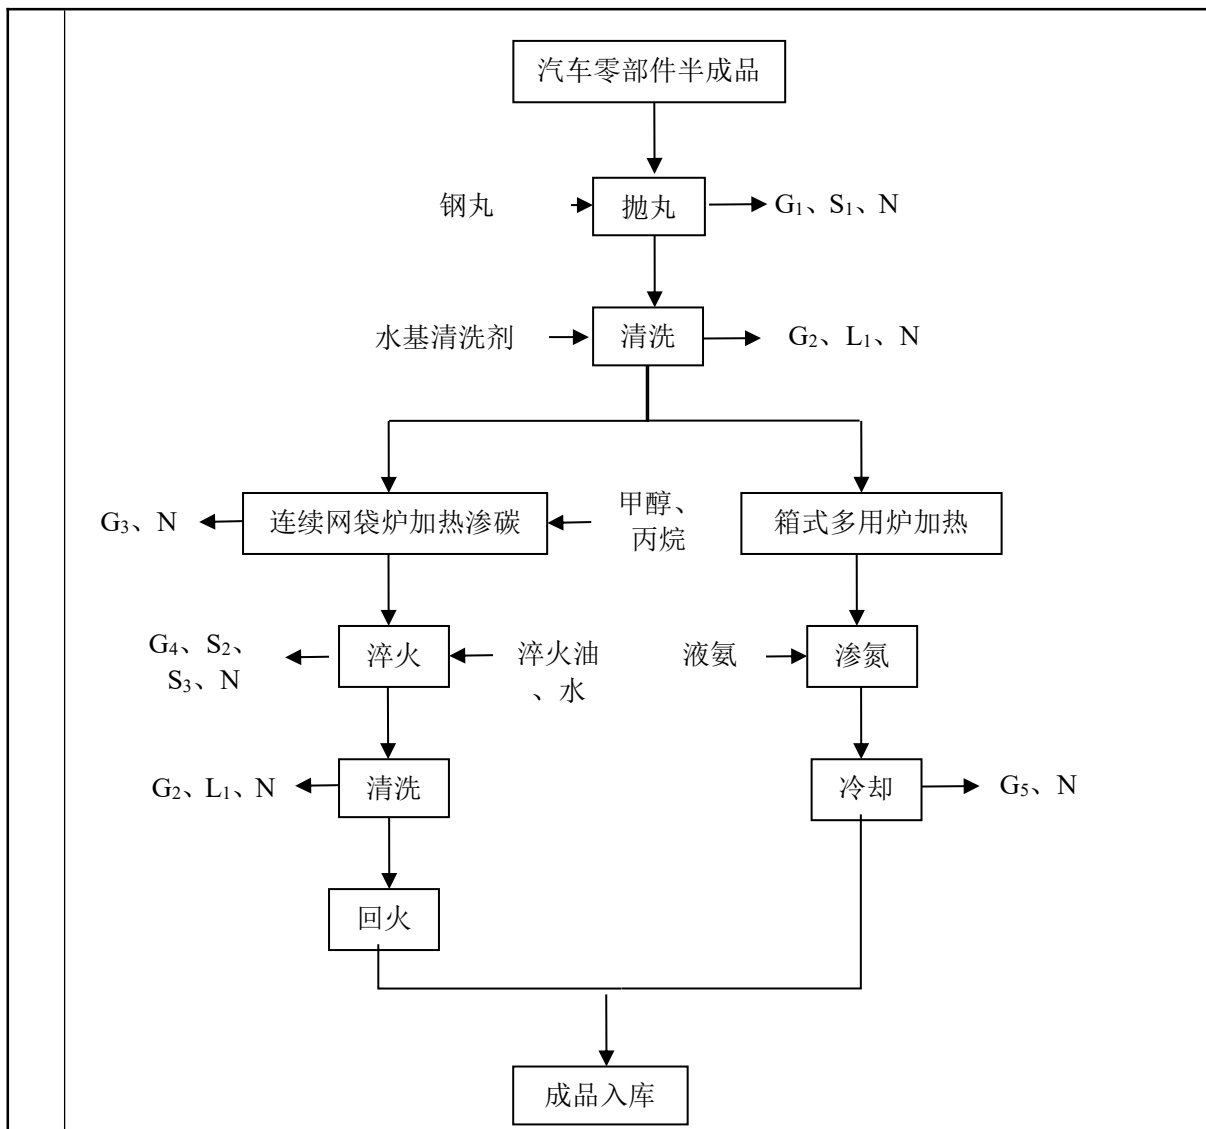 汽车零部件半成品
钢丸
抛丸
G₁、S₁、N
水基清洗剂
清洗
G₂、L₁、N
G₃、N
连续网袋炉加热渗碳
甲醇、
丙烷
箱式多用炉加热
G₄、S₂、
S₃、N
淬火
淬火油
、水
液氨
渗氮
G₂、L₁、N
清洗
冷却
G₅、N
回火
成品入库